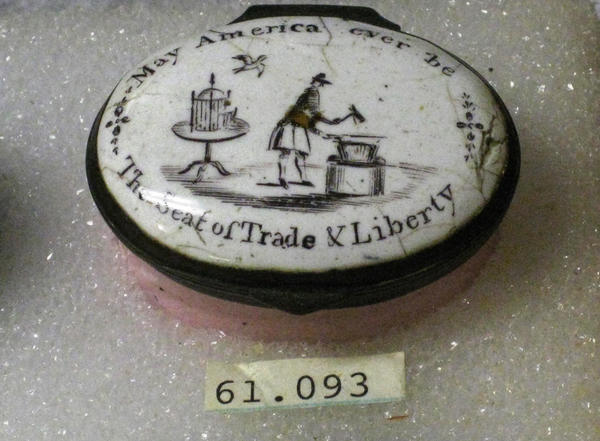 May America ever be
The Seat of Trade & Liberty
61.093